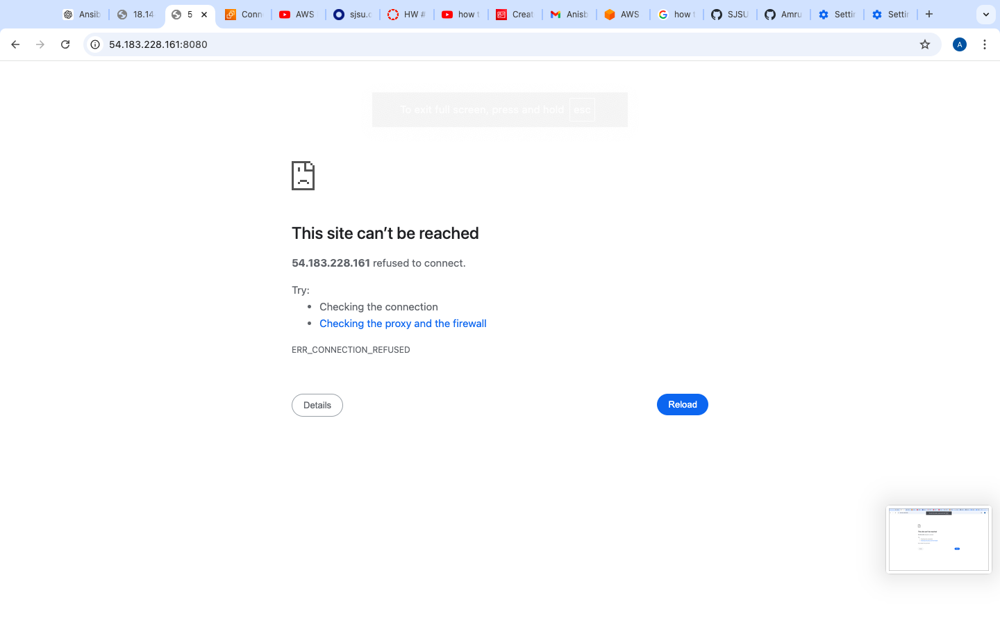 Ansib
18.14
5
Conn
AWS
sjsu.c
HW #
how t
Creat
Anisb
AWS
how t
SJSU
Amru
Settin
Settin
54.183.228.161:8080
A
To exit full screen, press and hold esc
This site can't be reached
54.183.228.161 refused to connect.
Try:
Checking the connection
Checking the proxy and the firewall
ERR_CONNECTION_REFUSED
Details
Reload